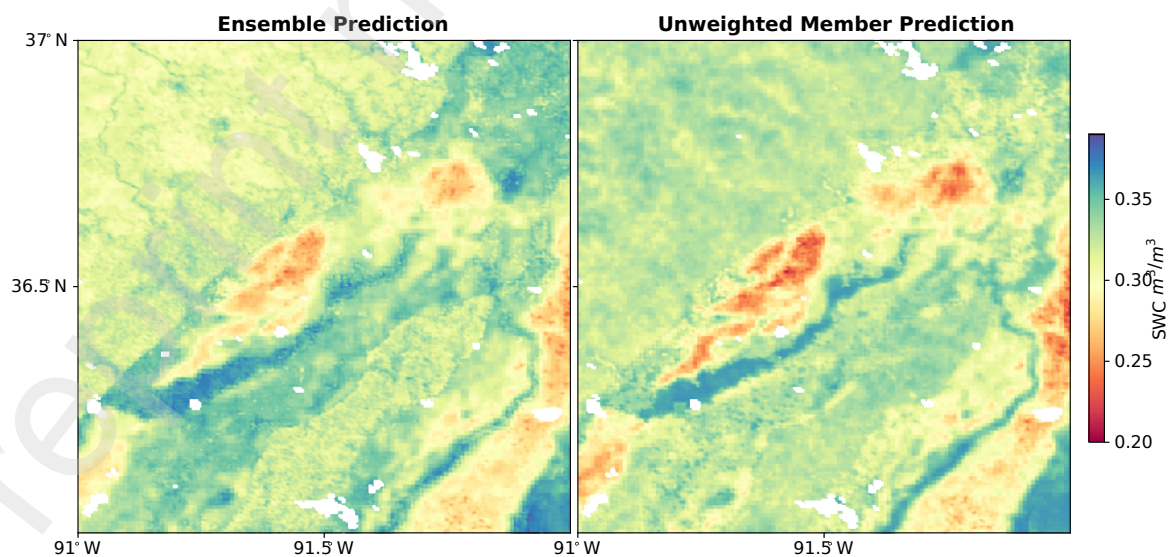 Ensemble Prediction
Unweighted Member Prediction
37°N
36.5°N
91°W
91.5°W
91°W
91.5°W
0.35
0.30
0.25
0.20
SWC m³/m³